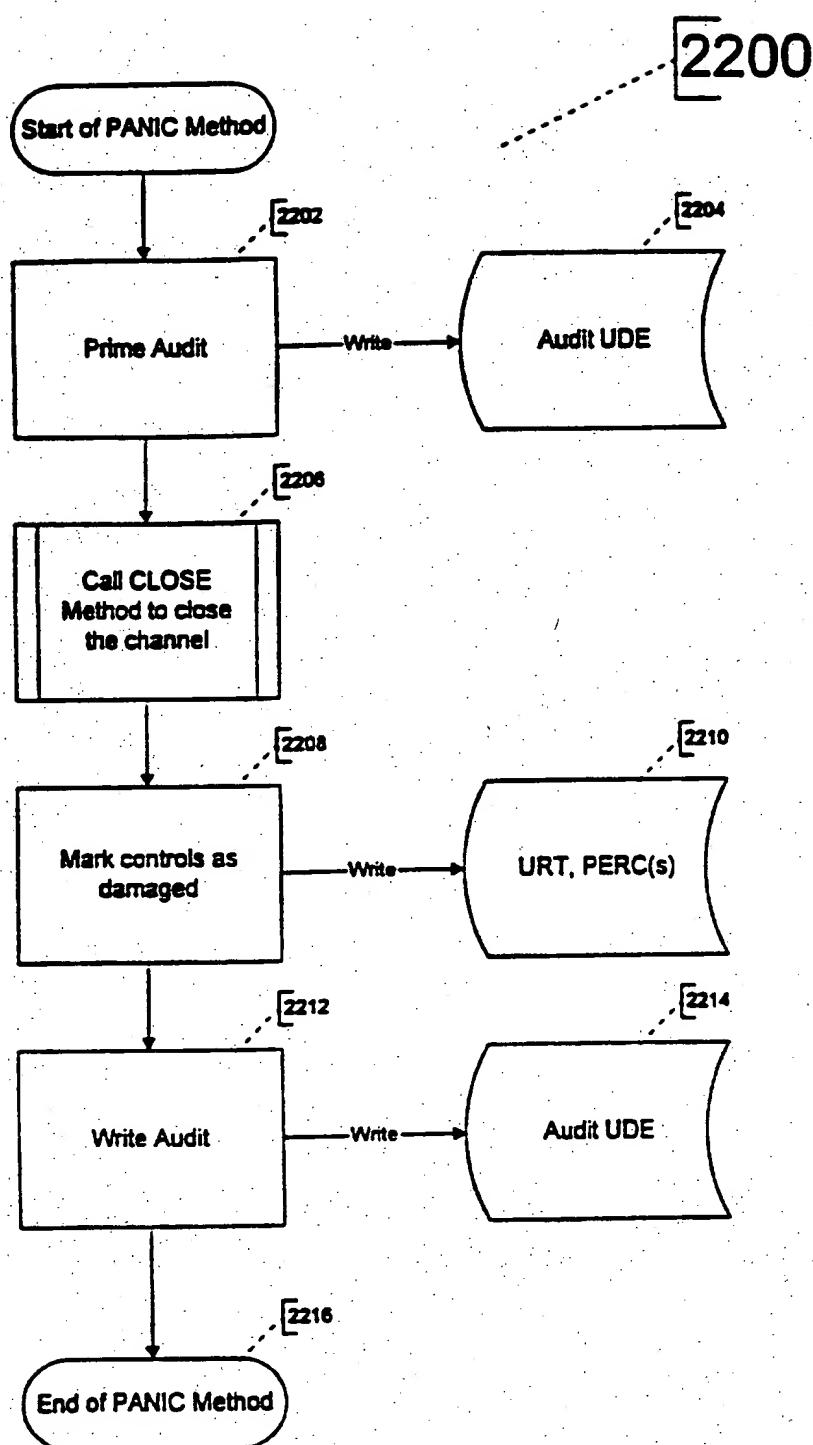 2200
Start of PANIC Method
2202
2204
Prime Audit
Write
Audit UDE
2206
Call CLOSE
Method to close
the channel
2208
2210
Mark controls as
damaged
Write
URT, PERC(s)
2212
2214
Write Audit
Write
Audit UDE
2216
End of PANIC Method